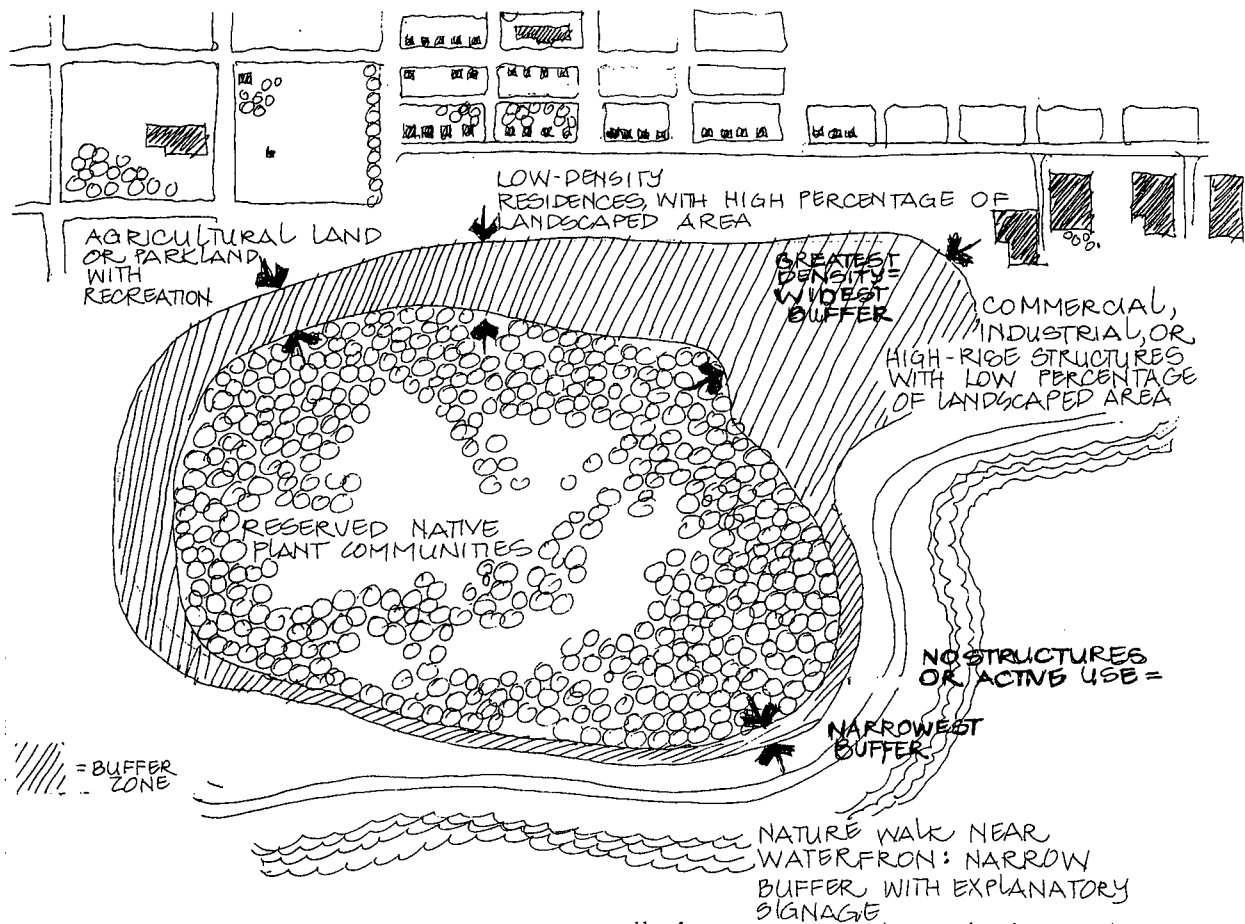 LOW-DENSITY
RESIDENCES, WITH HIGH PERCENTAGE OF
LANDSCAPED AREA
AGRICULTURAL LAND
OR PARKLAND
WITH
RECREATION
GREATEST
DENSITY =
WIDEST
BUFFER
COMMERCIAL,
INDUSTRIAL, OR
HIGH-RISE STRUCTURES
WITH LOW PERCENTAGE
OF LANDSCAPED AREA
RESERVED NATIVE
PLANT COMMUNITIES
NO STRUCTURES
OR ACTIVE USE =
NARROWEST
BUFFER
= BUFFER
ZONE
NATURE WALK NEAR
WATERFRON: NARROW
BUFFER WITH EXPLANATORY
SIGNAGE